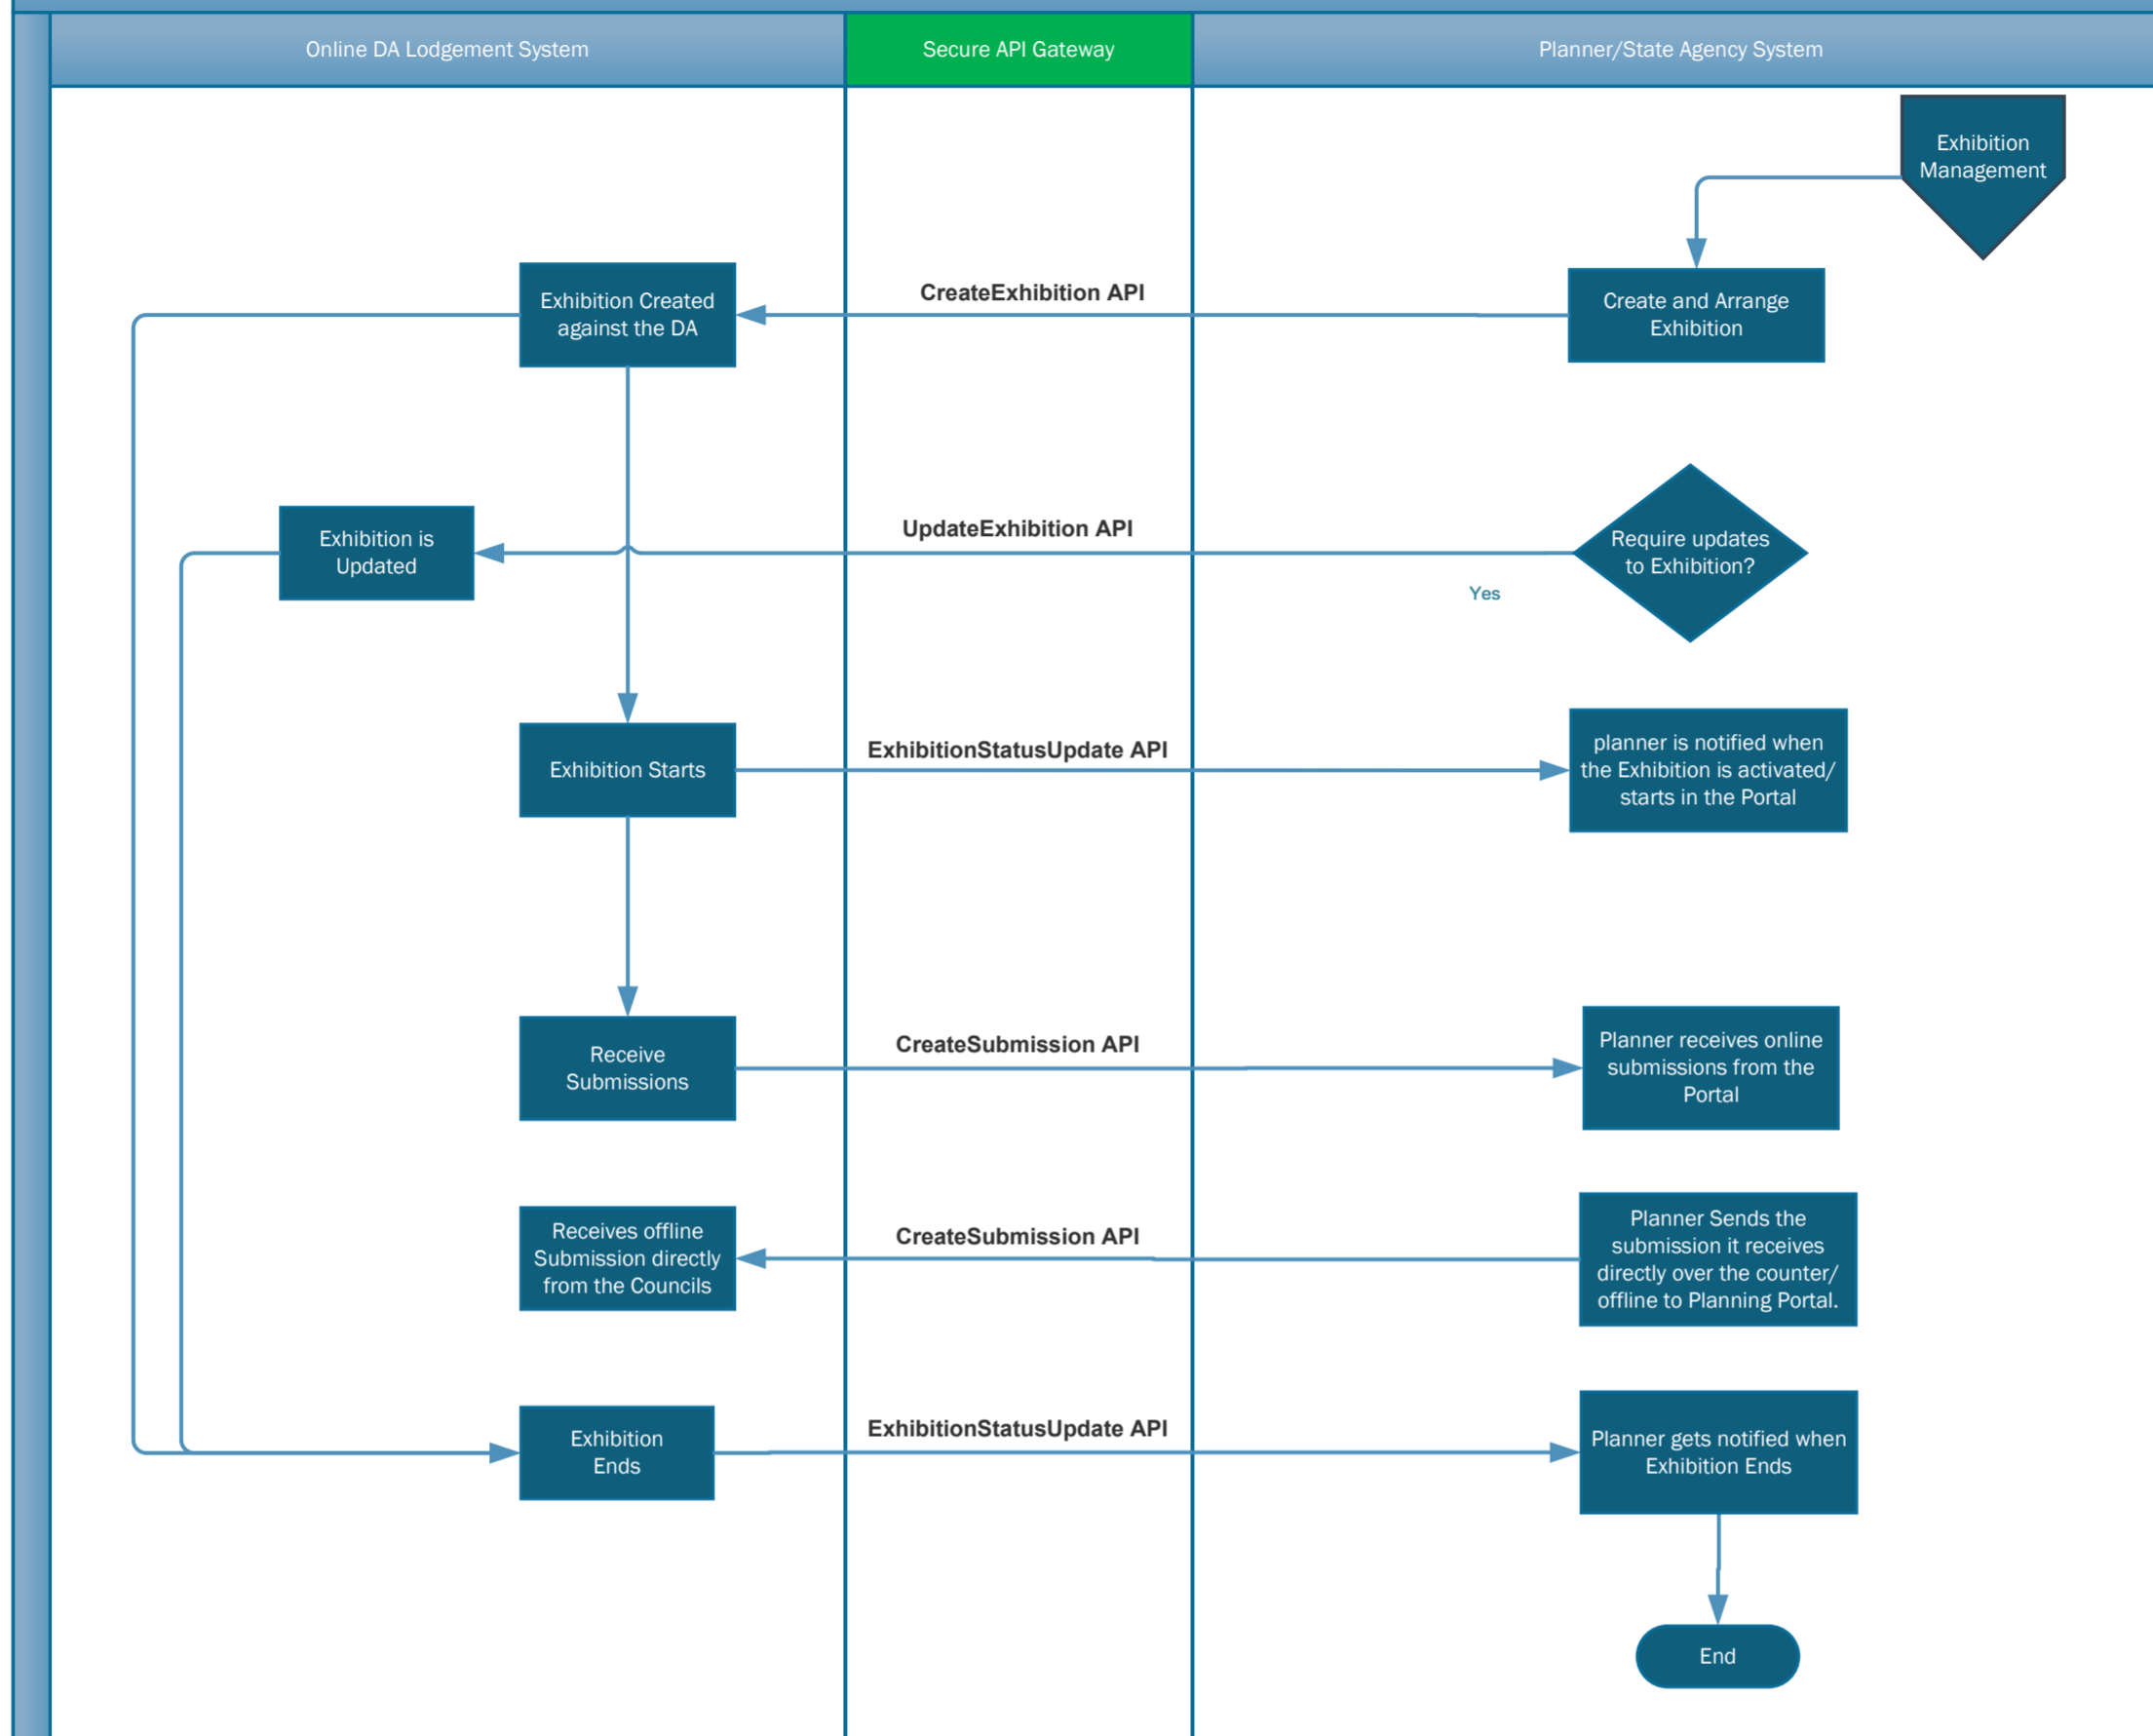 Online DA Lodgement System
Secure API Gateway
Planner/State Agency System
Exhibition
Management
Exhibition Created
against the DA
CreateExhibition API
Create and Arrange
Exhibition
Exhibition is
Updated
UpdateExhibition API
Require updates
to Exhibition?
Yes
Exhibition Starts
ExhibitionStatusUpdate API
planner is notified when
the Exhibition is activated/
starts in the Portal
Receive
Submissions
CreateSubmission API
Planner receives online
submissions from the
Portal
Receives offline
Submission directly
from the Councils
CreateSubmission API
Planner Sends the
submission it receives
directly over the counter/
offline to Planning Portal.
Exhibition
Ends
ExhibitionStatusUpdate API
Planner gets notified when
Exhibition Ends
End